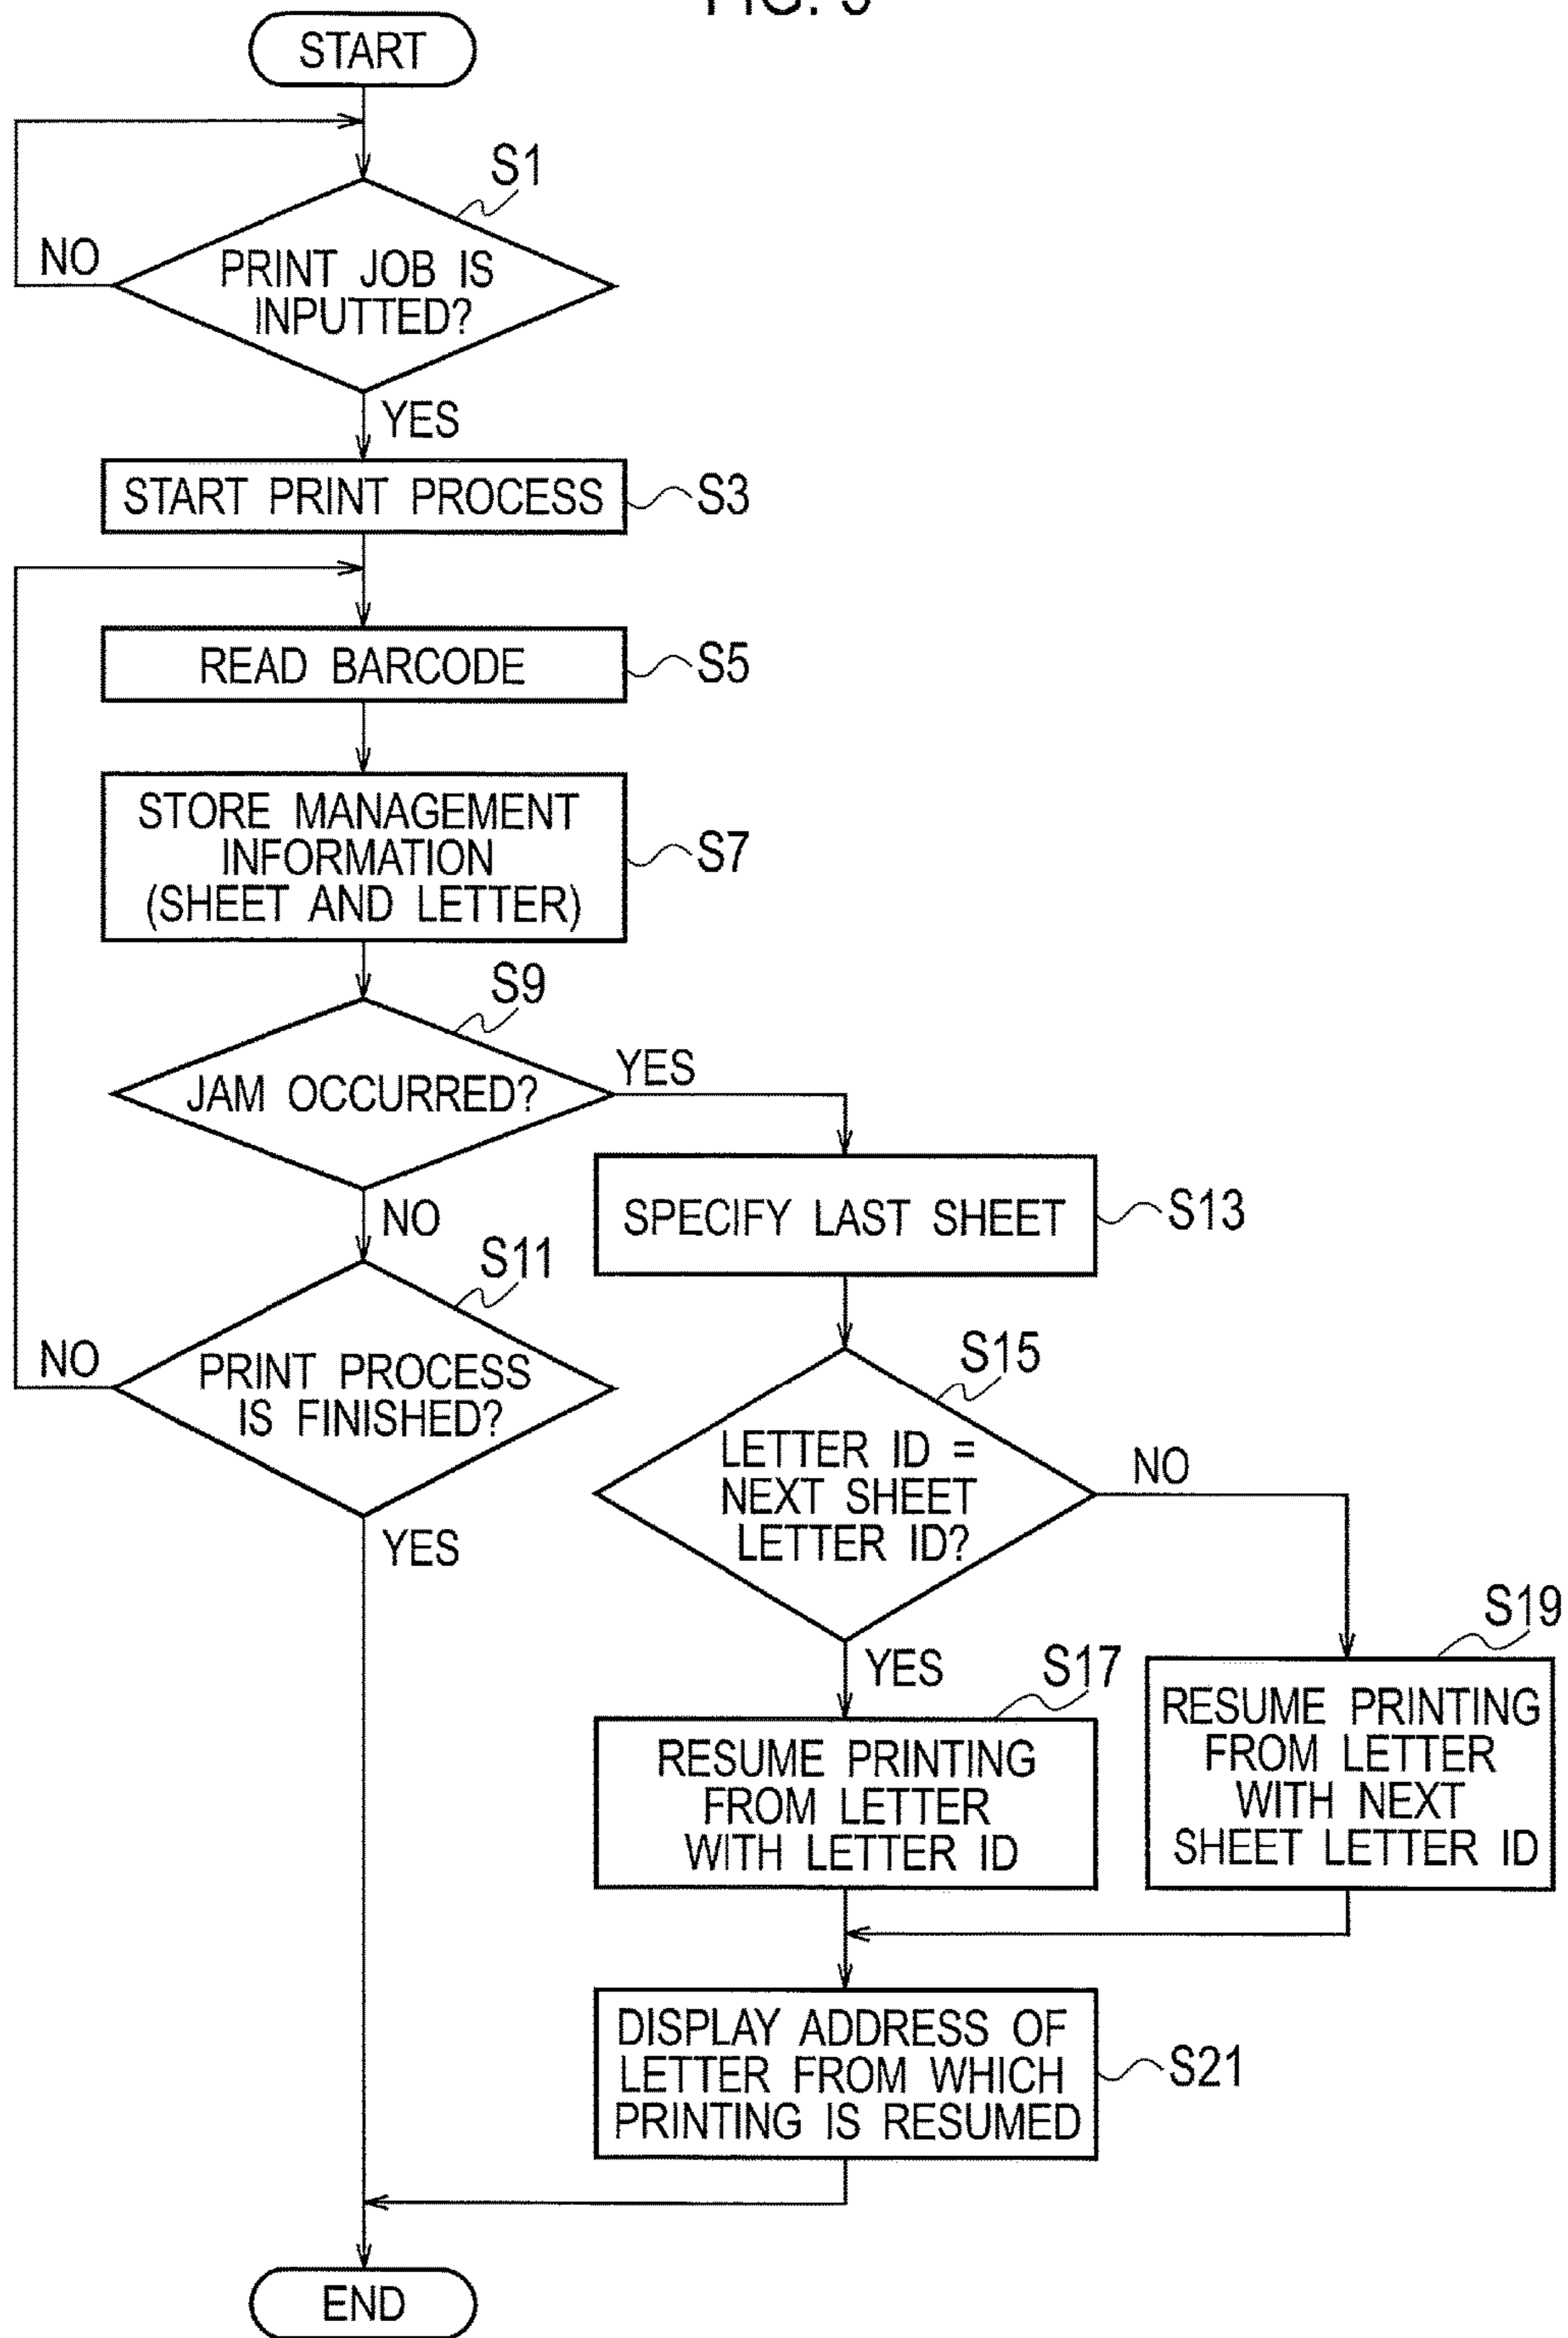 START
S1
NO
PRINT JOB IS
INPUTTED?
YES
START PRINT PROCESS
S3
READ BARCODE
S5
STORE MANAGEMENT
INFORMATION
(SHEET AND LETTER)
S7
S9
JAM OCCURRED?
YES
NO
SPECIFY LAST SHEET
S13
S11
NO
PRINT PROCESS
IS FINISHED?
YES
S15
LETTER ID =
NEXT SHEET
LETTER ID?
NO
YES
S17
RESUME PRINTING
FROM LETTER
WITH LETTER ID
S19
RESUME PRINTING
FROM LETTER
WITH NEXT
SHEET LETTER ID
DISPLAY ADDRESS OF
LETTER FROM WHICH
PRINTING IS RESUMED
S21
END